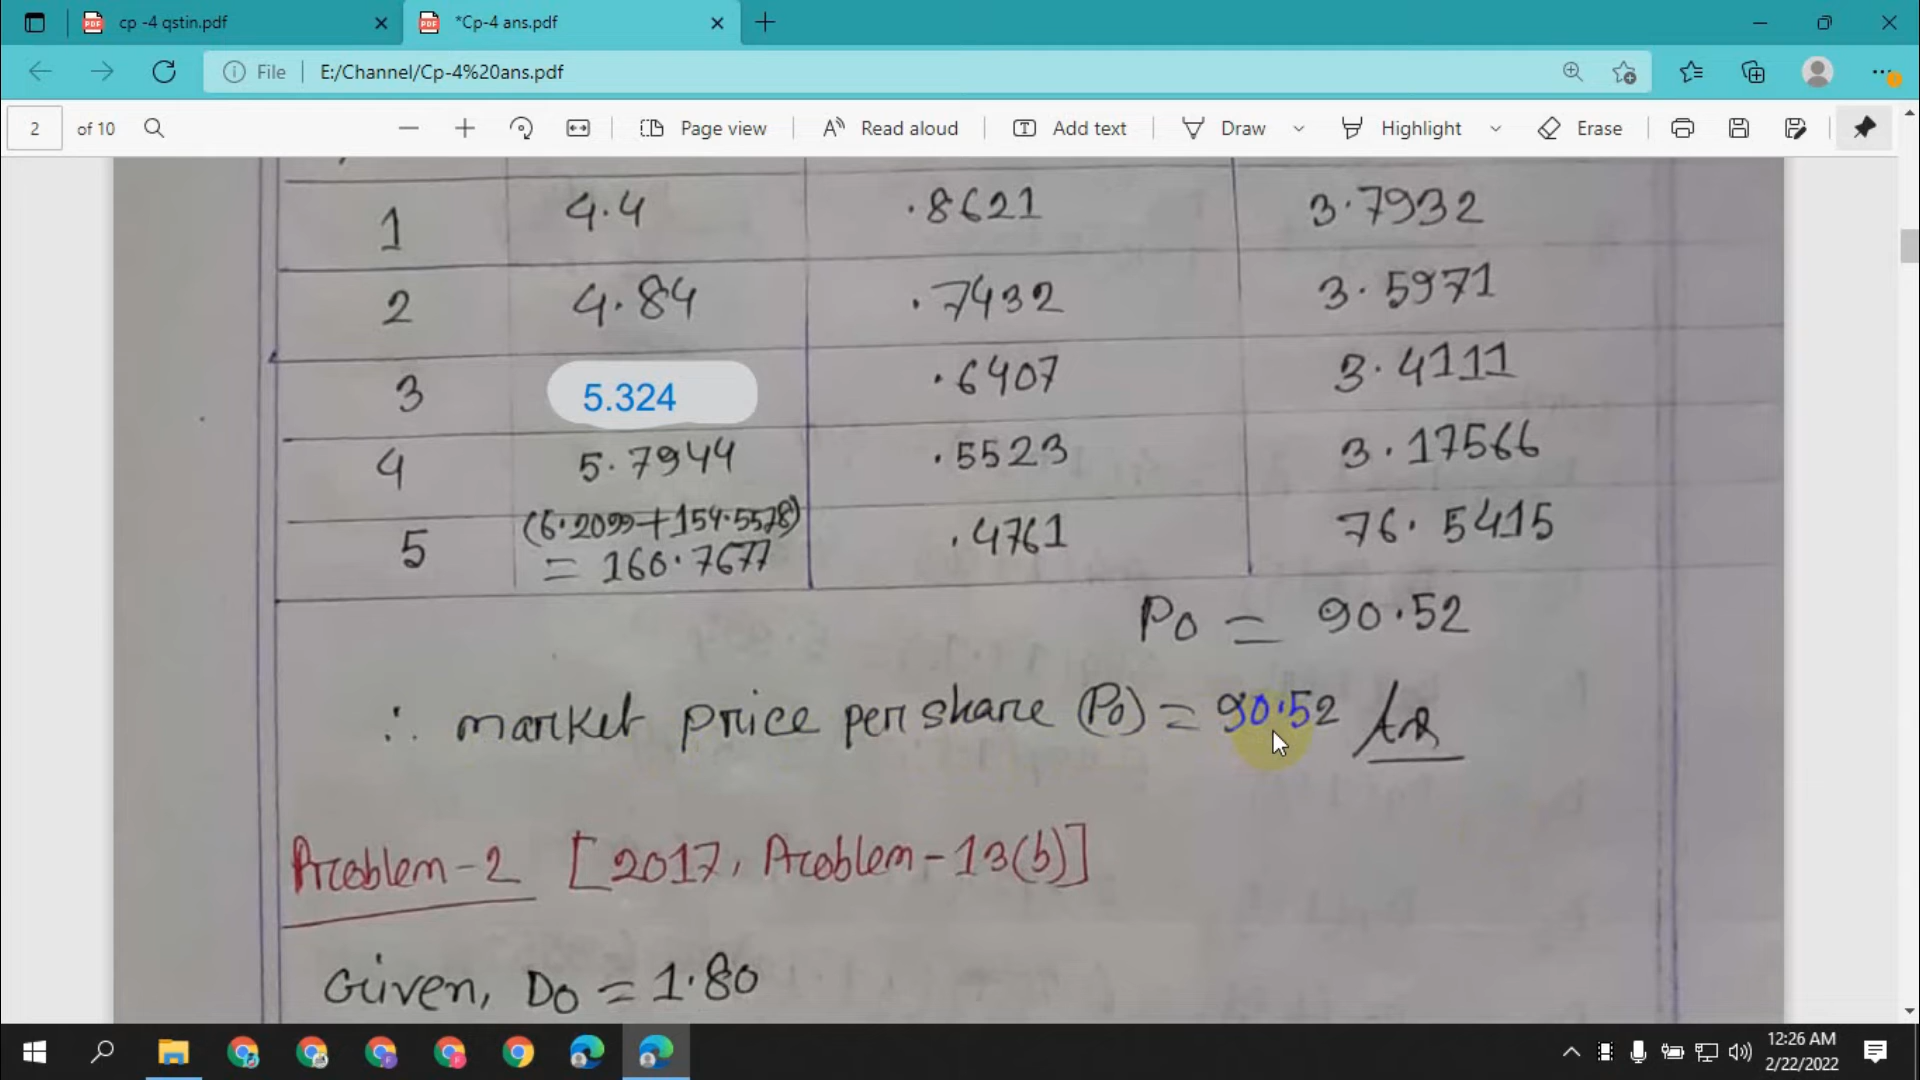 cp -4 qstin.pdf
*Cp-4 ans.pdf
File
E:/Channel/Cp-4%20ans.pdf
2 of 10
Page view
Read aloud
Add text
Draw
Highlight
Erase
1 4.4 .8621 3.7932
2 4.84 .7432 3.5971
3 5.324 .6407 3.4111
4 5.7944 .5523 3.17566
5 (6.2099+154.5578) .4761 76.5415
= 160.7677
P0 = 90.52
∴ market price per share (P0) = 90.52 Ans
Problem-2 [2017, Problem-13(b)]
Given, D0 = 1.80
12:26 AM
2/22/2022